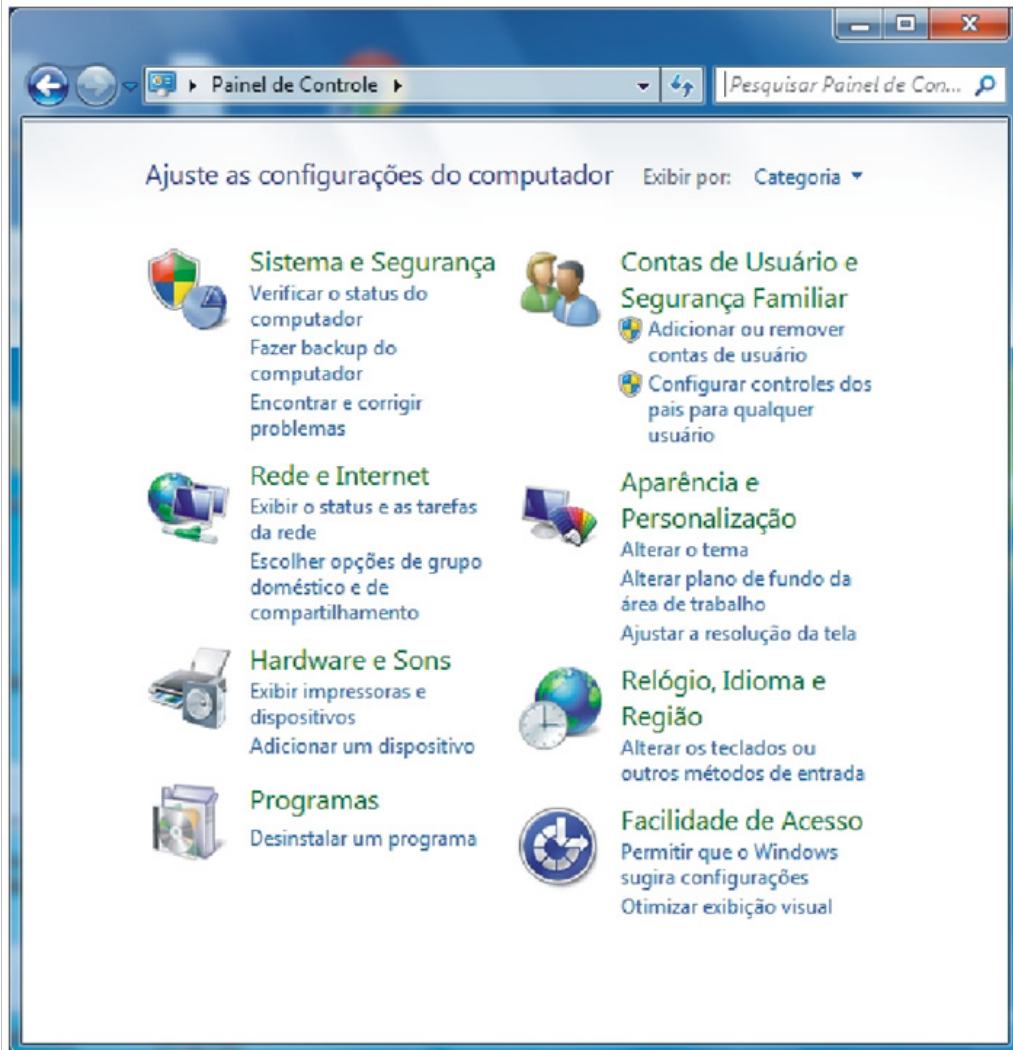 Painel de Controle
Pesquisar Painel de Con...
Ajuste as configurações do computador
Exibir por: Categoria
Sistema e Segurança
Verificar o status do
computador
Fazer backup do
computador
Encontrar e corrigir
problemas
Rede e Internet
Exibir o status e as tarefas
da rede
Escolher opções de grupo
doméstico e de
compartilhamento
Hardware e Sons
Exibir impressoras e
dispositivos
Adicionar um dispositivo
Programas
Desinstalar um programa
Contas de Usuário e
Segurança Familiar
Adicionar ou remover
contas de usuário
Configurar controles dos
pais para qualquer
usuário
Aparência e
Personalização
Alterar o tema
Alterar plano de fundo da
área de trabalho
Ajustar a resolução da tela
Relógio, Idioma e
Região
Alterar os teclados ou
outros métodos de entrada
Facilidade de Acesso
Permitir que o Windows
sugira configurações
Otimizar exibição visual